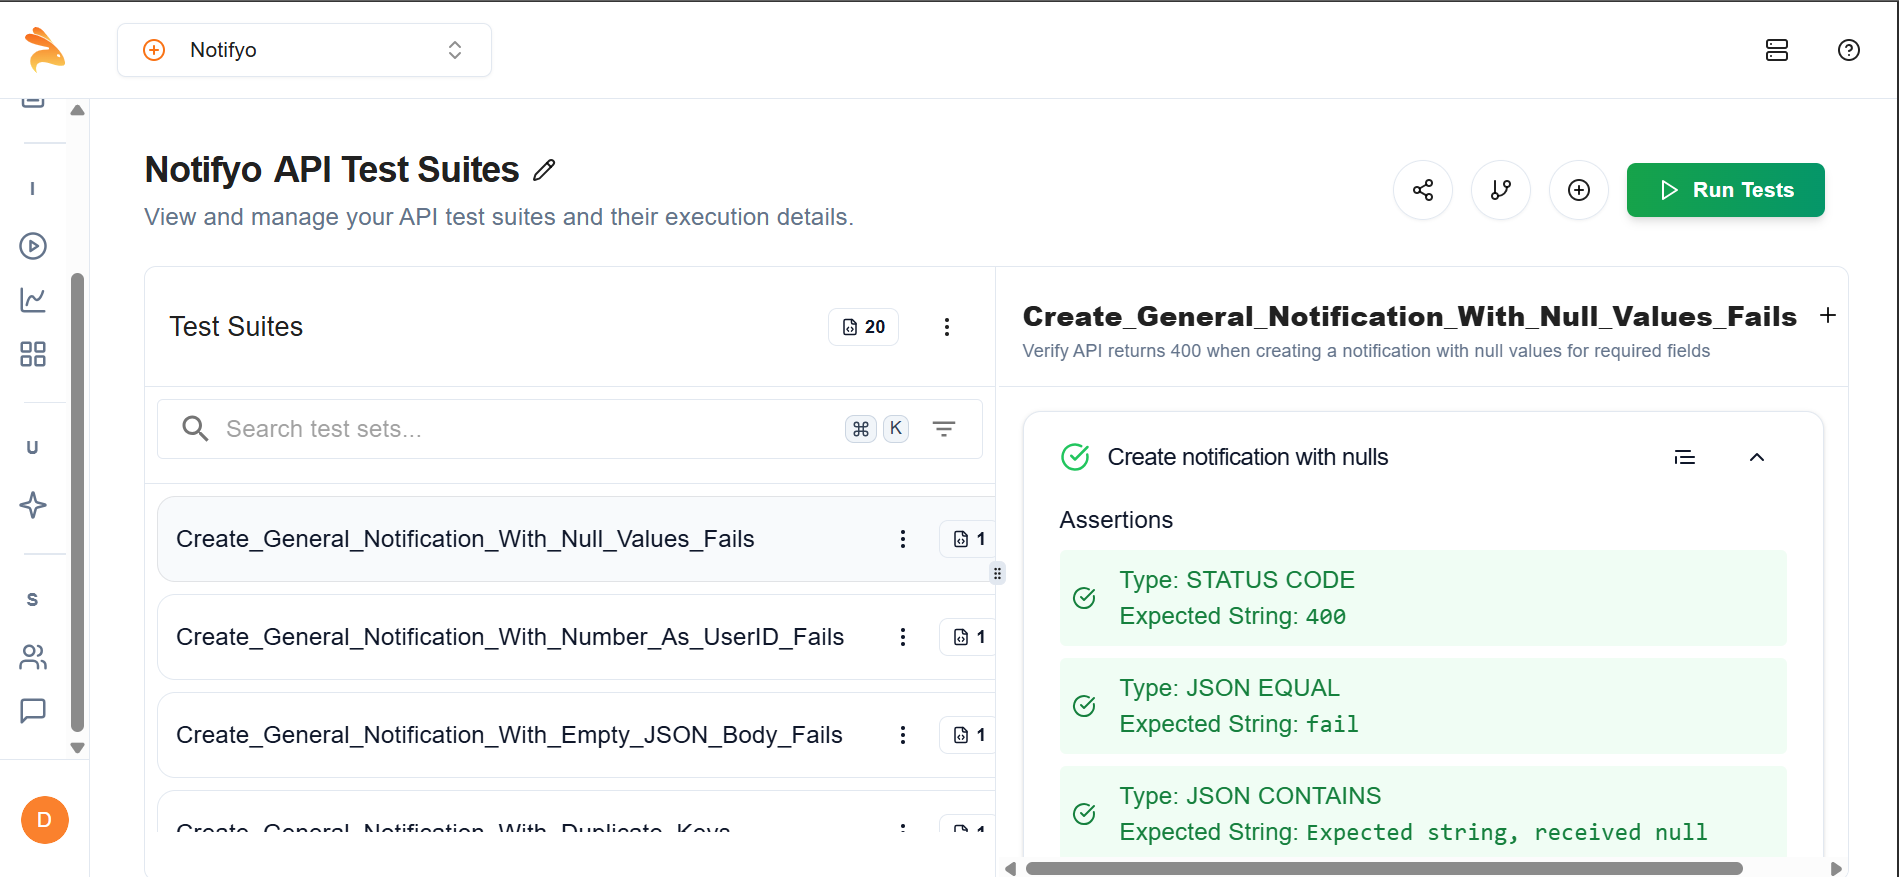 Notifyo
I
U
S
D
Notifyo API Test Suites
View and manage your API test suites and their execution details.
Run Tests
Test Suites
20
Search test sets...
⌘ K
Create_General_Notification_With_Null_Values_Fails
1
Create_General_Notification_With_Number_As_UserID_Fails
1
Create_General_Notification_With_Empty_JSON_Body_Fails
1
Create_General_Notification_With_Duplicate_Keys
1
Create_General_Notification_With_Null_Values_Fails
Verify API returns 400 when creating a notification with null values for required fields
Create notification with nulls
Assertions
Type: STATUS CODE
Expected String: 400
Type: JSON EQUAL
Expected String: fail
Type: JSON CONTAINS
Expected String: Expected string, received null